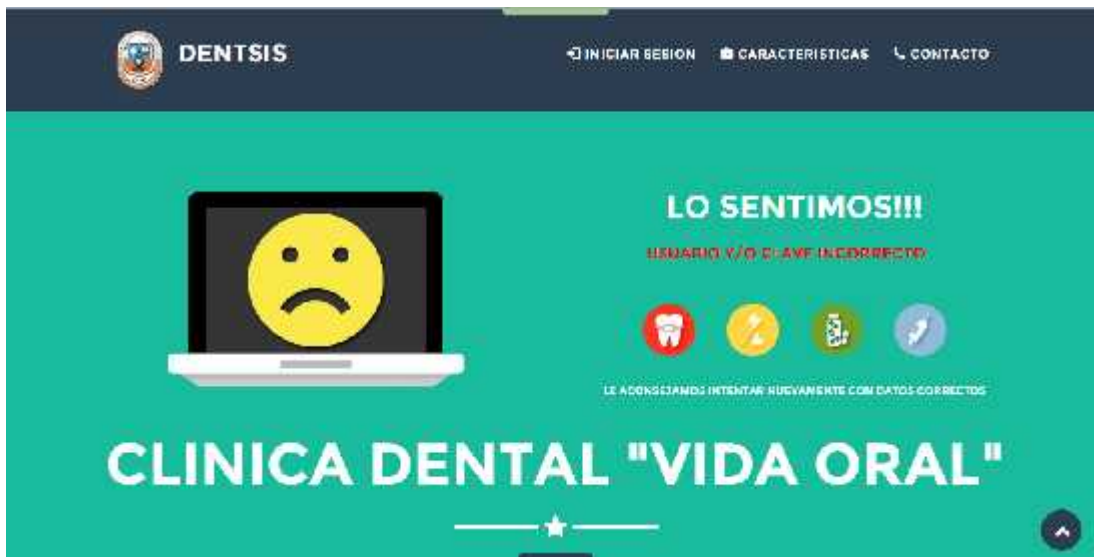 DENTSIS
INICIAR SESION
CARACTERISTICAS
CONTACTO
LO SENTIMOS!!!
USUARIO Y/O CLAVE INCORRECTO
LE ACONSEJAMOS INTENTAR NUEVAMENTE CON DATOS CORRECTOS
CLINICA DENTAL "VIDA ORAL"